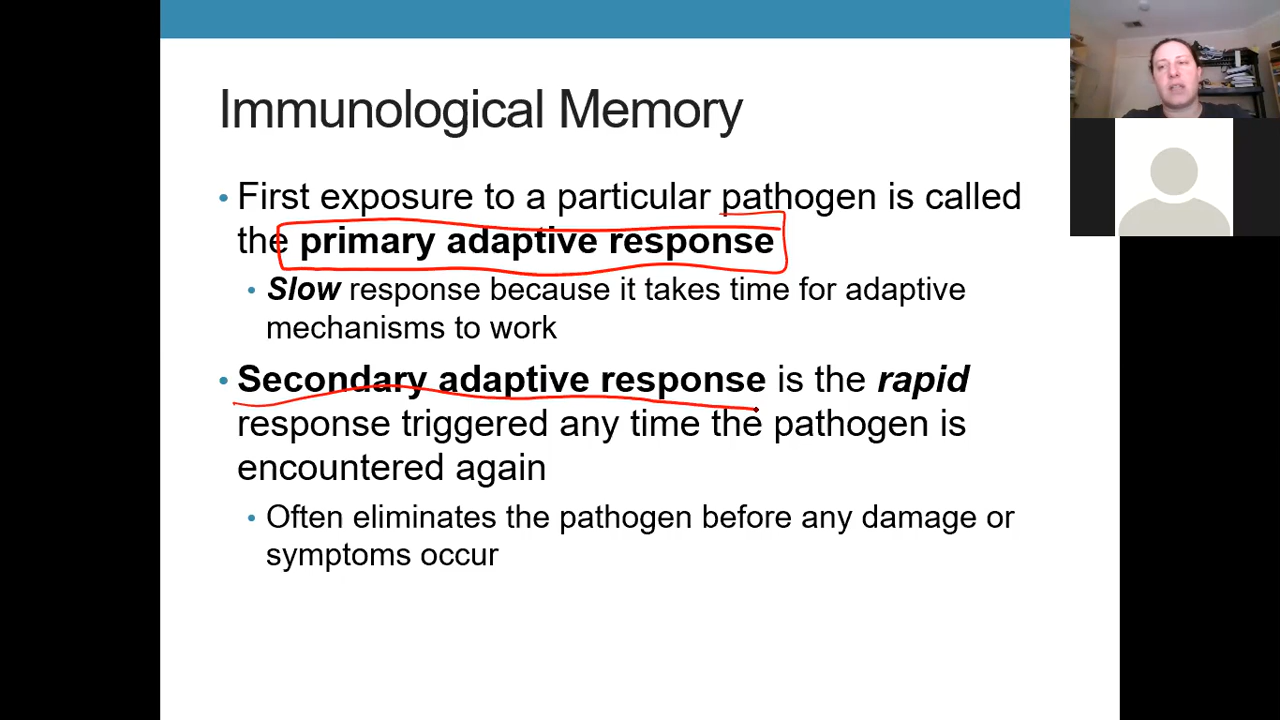 Immunological Memory
• First exposure to a particular pathogen is called
the primary adaptive response
• Slow response because it takes time for adaptive
mechanisms to work
• Secondary adaptive response is the rapid
response triggered any time the pathogen is
encountered again
• Often eliminates the pathogen before any damage or
symptoms occur